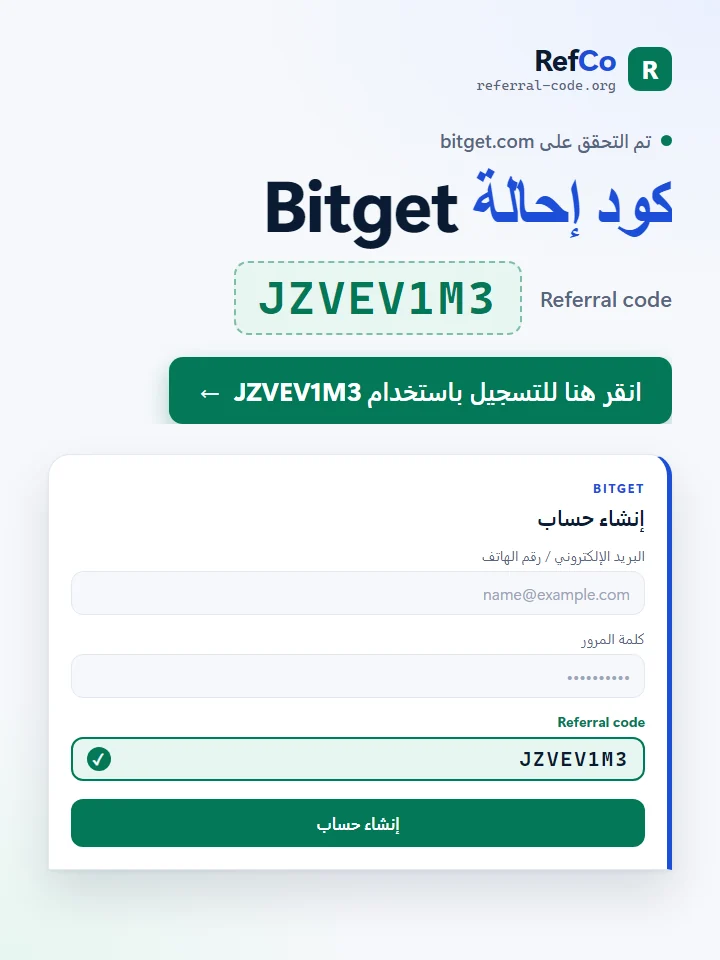 RefCo
R
referral-code.org
تم التحقق على bitget.com
كود إحالة Bitget
Referral code
JZVEV1M3
انقر هنا للتسجيل باستخدام JZVEV1M3 ←
BITGET
إنشاء حساب
البريد الإلكتروني / رقم الهاتف
name@example.com
كلمة المرور
••••••••••
Referral code
JZVEV1M3
✓
إنشاء حساب